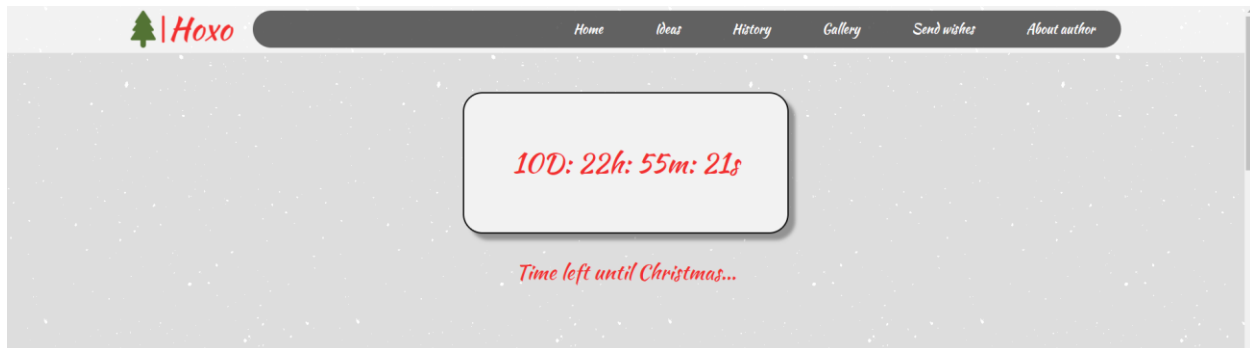 | Hoxo
Home Ideas History Gallery Send wishes About author
10D: 22h: 55m: 21s
Time left until Christmas...